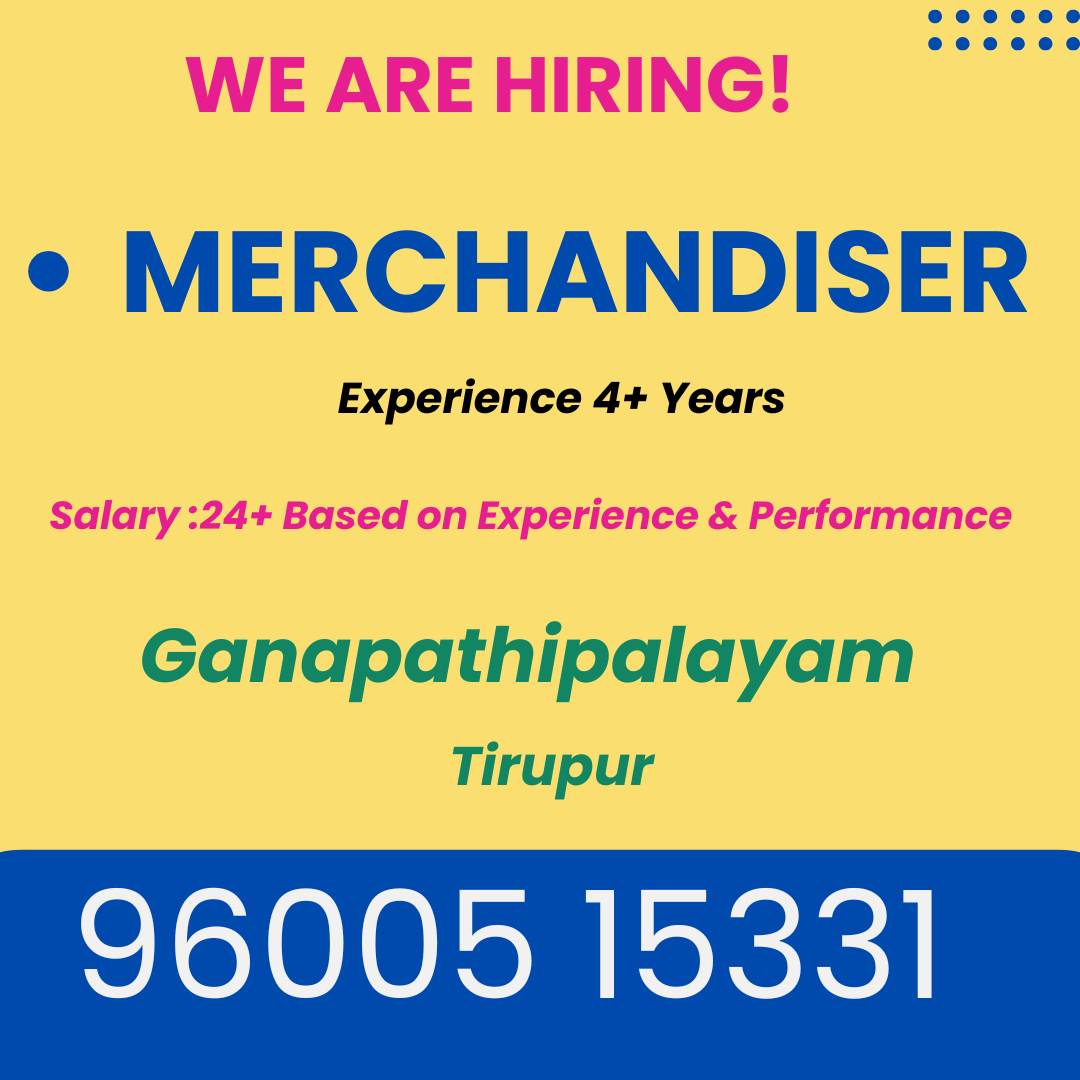 WE ARE HIRING!
• MERCHANDISER
Experience 4+ Years
Salary :24+ Based on Experience & Performance
Ganapathipalayam
Tirupur
96005 15331